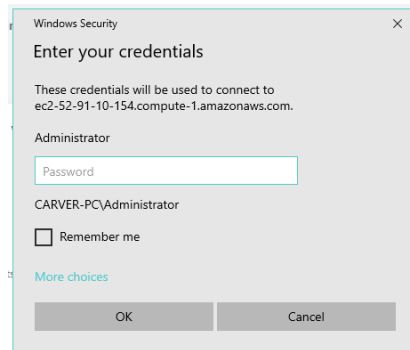 Windows Security
Enter your credentials
These credentials will be used to connect to
ec2-52-91-10-154.compute-1.amazonaws.com.
Administrator
Password
CARVER-PC\Administrator
Remember me
More choices
OK Cancel